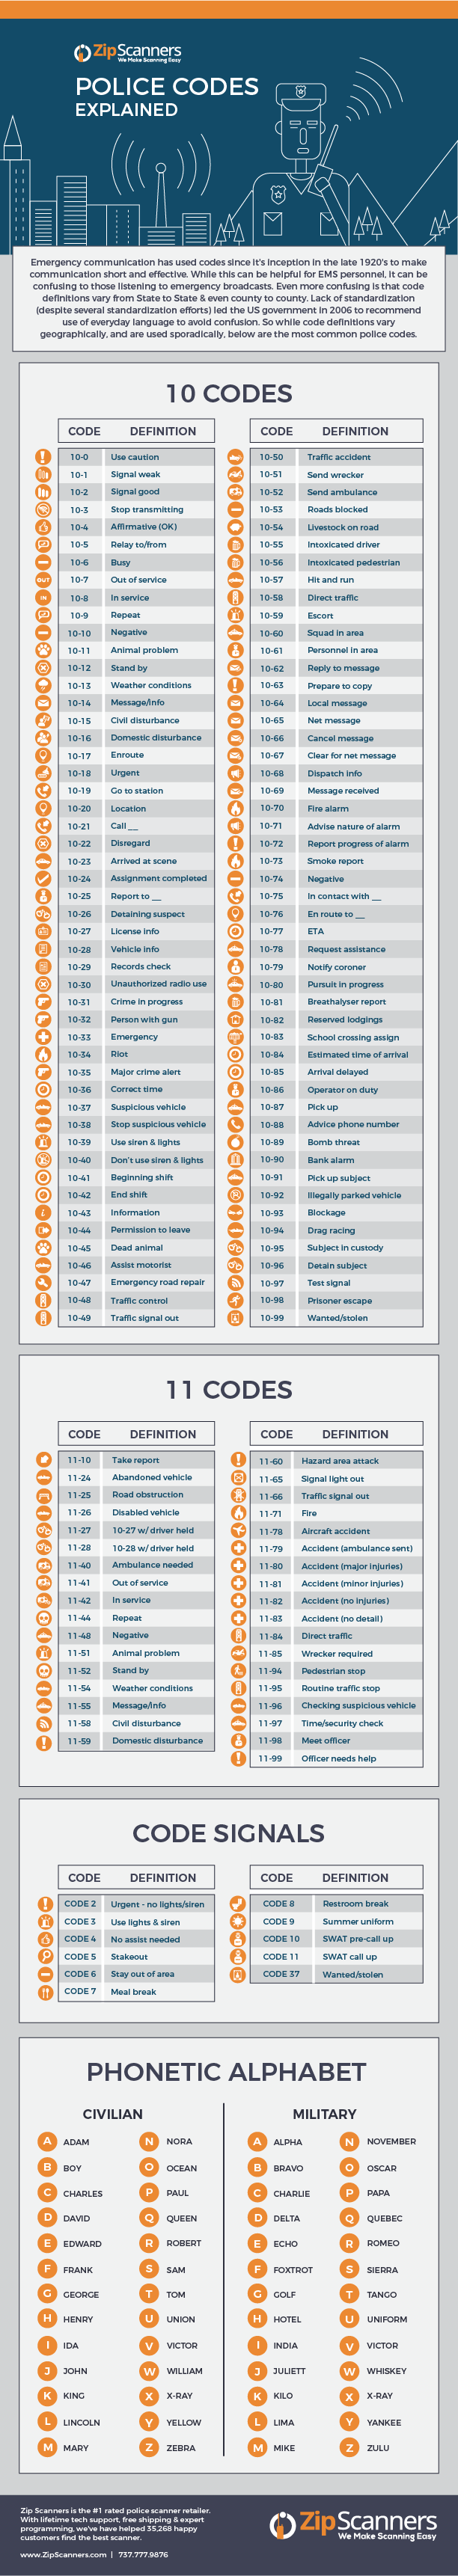 ZipScanners
We Make Scanning Easy
POLICE CODES
EXPLAINED
Emergency communication has used codes since it's inception in the late 1920's to make
communication short and effective. While this can be helpful for EMS personnel, it can be
confusing to those listening to emergency broadcasts. Even more confusing is that code
definitions vary from State to State & even county to county. Lack of standardization
(despite several standardization efforts) led the US government in 2006 to recommend
use of everyday language to avoid confusion. So while code definitions vary
geographically, and are used sporadically, below are the most common police codes.
10 CODES
CODE DEFINITION
10-0 Use caution
10-1 Signal weak
10-2 Signal good
10-3 Stop transmitting
10-4 Affirmative (OK)
10-5 Relay to/from
10-6 Busy
OUT 10-7 Out of service
IN 10-8 In service
10-9 Repeat
10-10 Negative
10-11 Animal problem
10-12 Stand by
10-13 Weather conditions
10-14 Message/info
10-15 Civil disturbance
10-16 Domestic disturbance
10-17 Enroute
10-18 Urgent
10-19 Go to station
10-20 Location
10-21 Call __
10-22 Disregard
10-23 Arrived at scene
10-24 Assignment completed
10-25 Report to __
10-26 Detaining suspect
10-27 License info
10-28 Vehicle info
10-29 Records check
10-30 Unauthorized radio use
10-31 Crime in progress
10-32 Person with gun
10-33 Emergency
10-34 Riot
10-35 Major crime alert
10-36 Correct time
10-37 Suspicious vehicle
10-38 Stop suspicious vehicle
10-39 Use siren & lights
10-40 Don't use siren & lights
10-41 Beginning shift
10-42 End shift
10-43 Information
10-44 Permission to leave
10-45 Dead animal
10-46 Assist motorist
10-47 Emergency road repair
10-48 Traffic control
10-49 Traffic signal out
CODE DEFINITION
10-50 Traffic accident
10-51 Send wrecker
10-52 Send ambulance
10-53 Roads blocked
10-54 Livestock on road
10-55 Intoxicated driver
10-56 Intoxicated pedestrian
10-57 Hit and run
10-58 Direct traffic
10-59 Escort
10-60 Squad in area
10-61 Personnel in area
10-62 Reply to message
10-63 Prepare to copy
10-64 Local message
10-65 Net message
10-66 Cancel message
10-67 Clear for net message
10-68 Dispatch info
10-69 Message received
10-70 Fire alarm
10-71 Advise nature of alarm
10-72 Report progress of alarm
10-73 Smoke report
10-74 Negative
10-75 In contact with __
10-76 En route to __
10-77 ETA
10-78 Request assistance
10-79 Notify coroner
10-80 Pursuit in progress
10-81 Breathalyser report
10-82 Reserved lodgings
10-83 School crossing assign
10-84 Estimated time of arrival
10-85 Arrival delayed
10-86 Operator on duty
10-87 Pick up
10-88 Advice phone number
10-89 Bomb threat
10-90 Bank alarm
10-91 Pick up subject
10-92 Illegally parked vehicle
10-93 Blockage
10-94 Drag racing
10-95 Subject in custody
10-96 Detain subject
10-97 Test signal
10-98 Prisoner escape
10-99 Wanted/stolen
11 CODES
CODE DEFINITION
11-10 Take report
11-24 Abandoned vehicle
11-25 Road obstruction
11-26 Disabled vehicle
11-27 10-27 w/ driver held
11-28 10-28 w/ driver held
11-40 Ambulance needed
11-41 Out of service
11-42 In service
11-44 Repeat
11-48 Negative
11-51 Animal problem
11-52 Stand by
11-54 Weather conditions
11-55 Message/info
11-58 Civil disturbance
11-59 Domestic disturbance
CODE DEFINITION
11-60 Hazard area attack
11-65 Signal light out
11-66 Traffic signal out
11-71 Fire
11-78 Aircraft accident
11-79 Accident (ambulance sent)
11-80 Accident (major injuries)
11-81 Accident (minor injuries)
11-82 Accident (no injuries)
11-83 Accident (no detail)
11-84 Direct traffic
11-85 Wrecker required
11-94 Pedestrian stop
11-95 Routine traffic stop
11-96 Checking suspicious vehicle
11-97 Time/security check
11-98 Meet officer
11-99 Officer needs help
CODE SIGNALS
CODE DEFINITION
CODE 2 Urgent - no lights/siren
CODE 3 Use lights & siren
CODE 4 No assist needed
CODE 5 Stakeout
CODE 6 Stay out of area
CODE 7 Meal break
CODE DEFINITION
CODE 8 Restroom break
CODE 9 Summer uniform
CODE 10 SWAT pre-call up
CODE 11 SWAT call up
CODE 37 Wanted/stolen
PHONETIC ALPHABET
CIVILIAN
A ADAM N NORA
B BOY O OCEAN
C CHARLES P PAUL
D DAVID Q QUEEN
E EDWARD R ROBERT
F FRANK S SAM
G GEORGE T TOM
H HENRY U UNION
I IDA V VICTOR
J JOHN W WILLIAM
K KING X X-RAY
L LINCOLN Y YELLOW
M MARY Z ZEBRA
MILITARY
A ALPHA N NOVEMBER
B BRAVO O OSCAR
C CHARLIE P PAPA
D DELTA Q QUEBEC
E ECHO R ROMEO
F FOXTROT S SIERRA
G GOLF T TANGO
H HOTEL U UNIFORM
I INDIA V VICTOR
J JULIETT W WHISKEY
K KILO X X-RAY
L LIMA Y YANKEE
M MIKE Z ZULU
Zip Scanners is the #1 rated police scanner retailer.
With lifetime tech support, free shipping & expert
programming, we've have helped 35,268 happy
customers find the best scanner.
www.ZipScanners.com | 737.777.9876
ZipScanners
We Make Scanning Easy